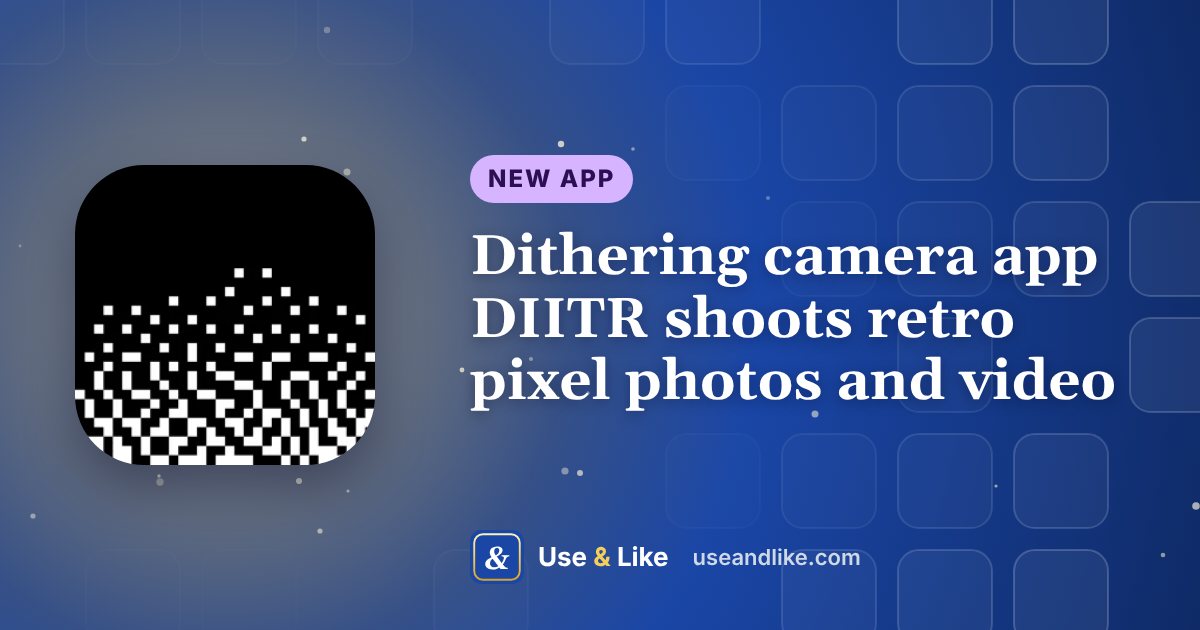 NEW APP
Dithering camera app
DIITR shoots retro
pixel photos and video
& Use & Like useandlike.com